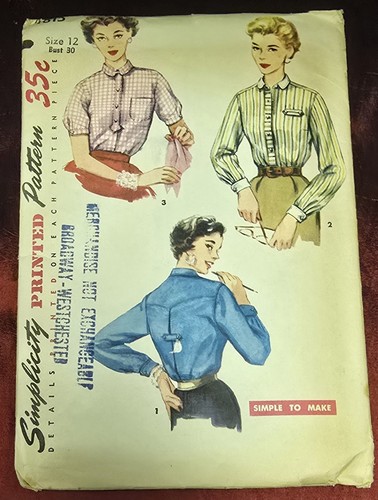 Size 12
Bust 30
35¢
Simplicity PRINTED Pattern
DETAILS PRINTED ON EACH PATTERN PIECE
3
2
MERCHANDISE NOT EXCHANGEABLE
BROADWAY-WESTCHESTER
1
SIMPLE TO MAKE